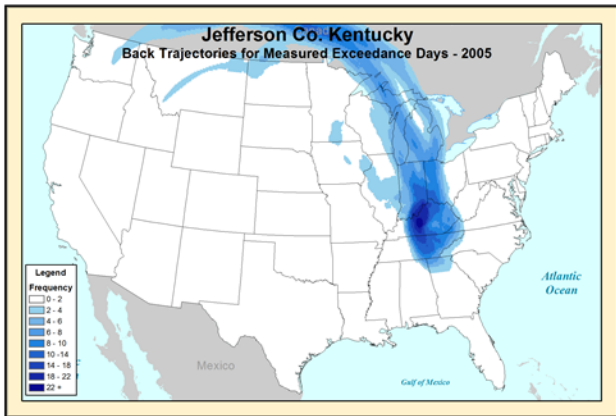 Jefferson Co. Kentucky
Back Trajectories for Measured Exceedance Days - 2005
Legend
Frequency
0 - 2
2 - 4
4 - 6
6 - 8
8 - 10
10 -14
14 - 18
18 - 22
22 +
Mexico
Gulf of Mexico
Atlantic
Ocean